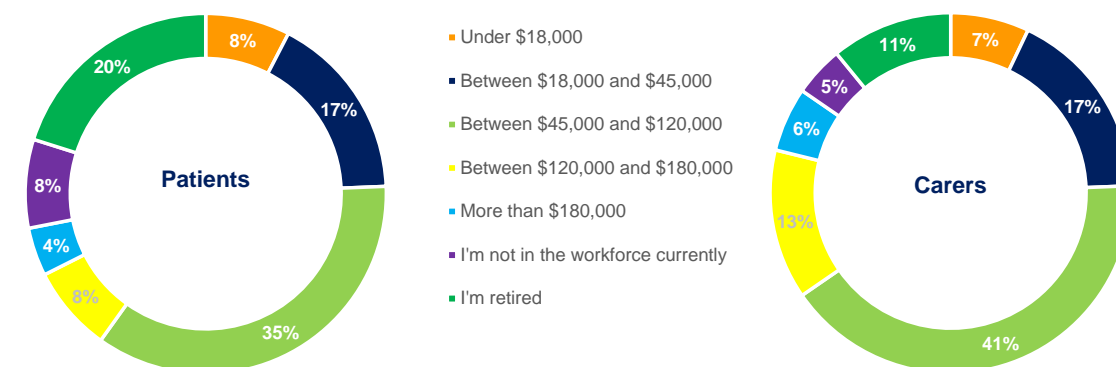 8%
17%
35%
8%
4%
8%
20%
Patients
Under $18,000
Between $18,000 and $45,000
Between $45,000 and $120,000
Between $120,000 and $180,000
More than $180,000
I'm not in the workforce currently
I'm retired
7%
17%
41%
13%
6%
5%
11%
Carers